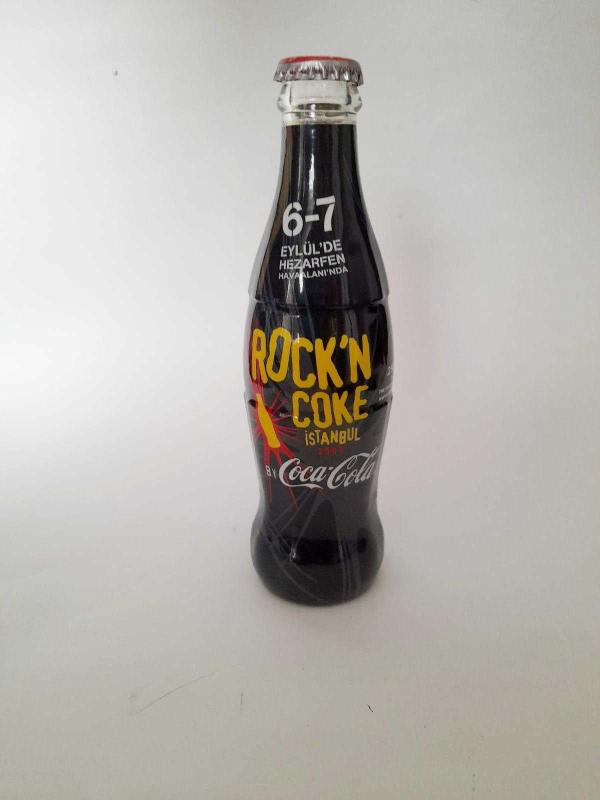 6-7
EYLÜL'DE
HEZARFEN
HAVAALANI'NDA
ROCK'N
COKE
İSTANBUL
BY Coca-Cola